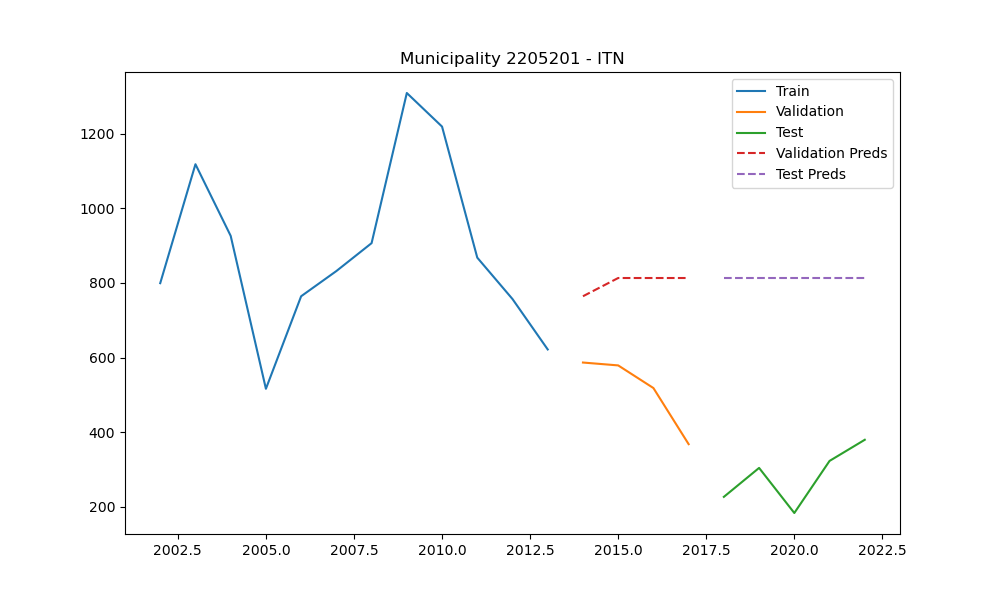 Municipality 2205201 - ITN
Train
Validation
Test
Validation Preds
Test Preds
1200
1000
800
600
400
200
2002.5 2005.0 2007.5 2010.0 2012.5 2015.0 2017.5 2020.0 2022.5